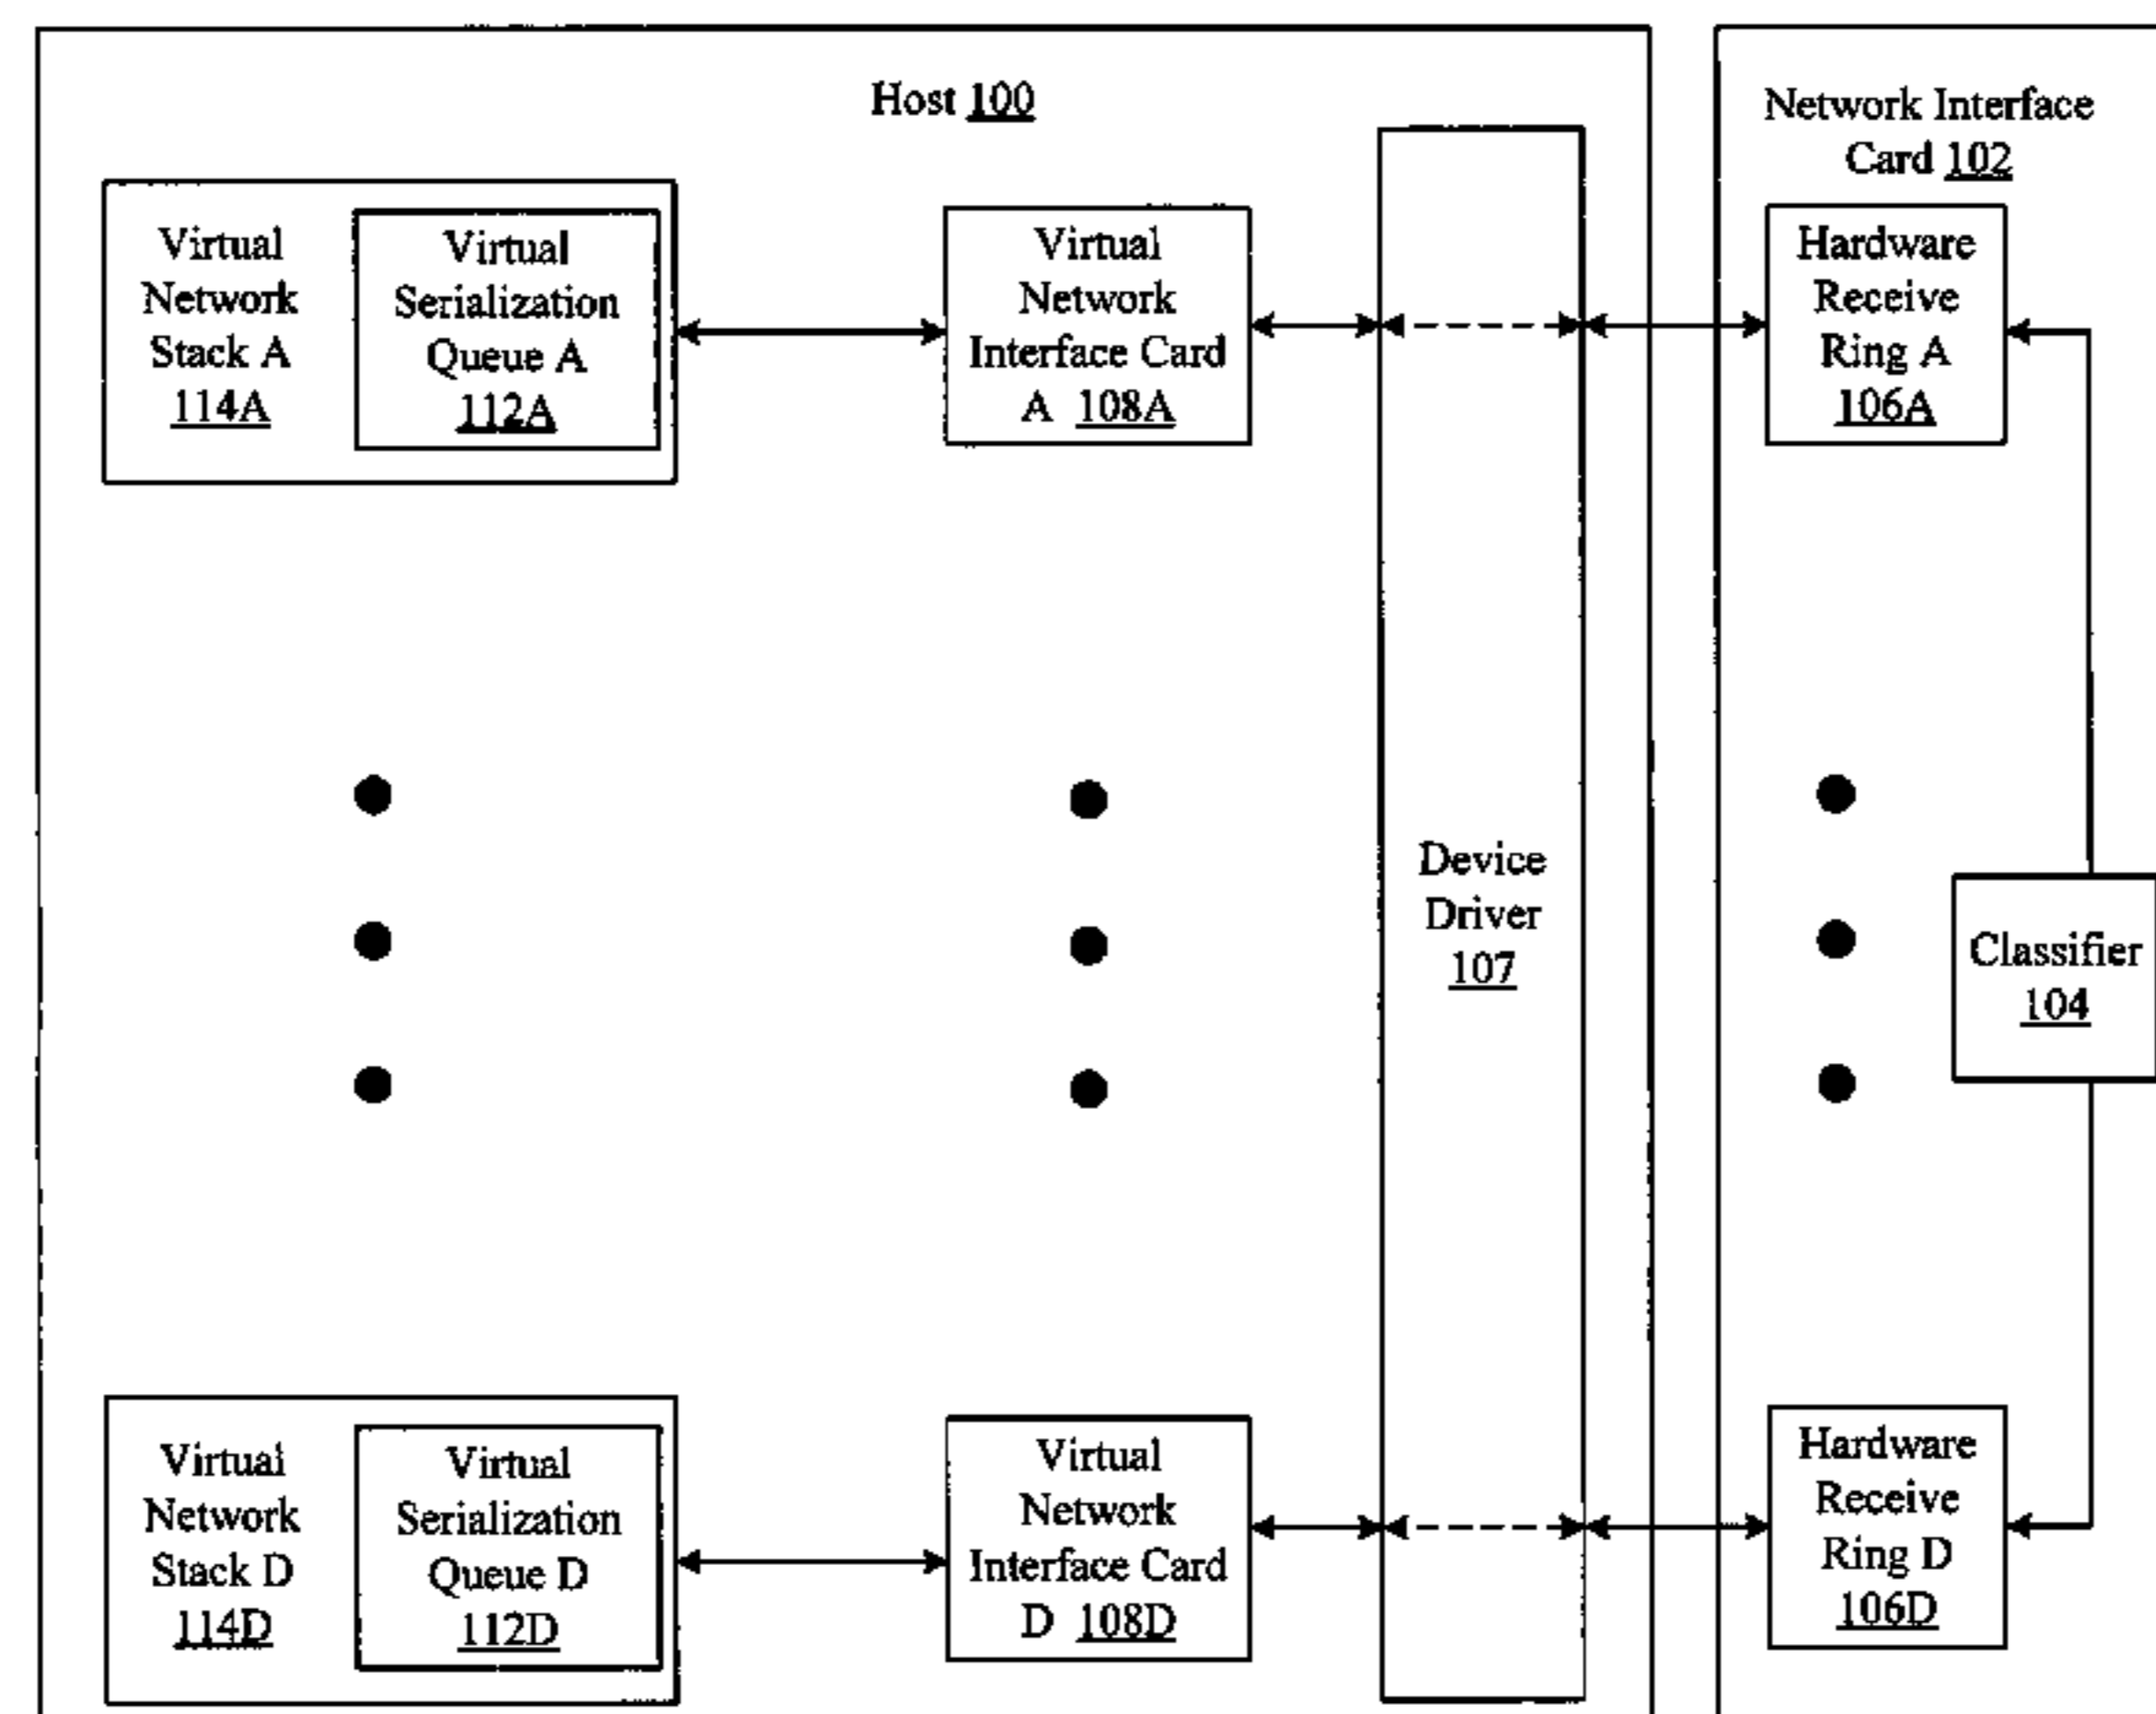 Host 100
Network Interface
Card 102
Virtual
Network
Stack A
114A
Virtual
Serialization
Queue A
112A
Virtual
Network
Interface Card
A 108A
Hardware
Receive
Ring A
106A
Device
Driver
107
Classifier
104
Virtual
Network
Stack D
114D
Virtual
Serialization
Queue D
112D
Virtual
Network
Interface Card
D 108D
Hardware
Receive
Ring D
106D